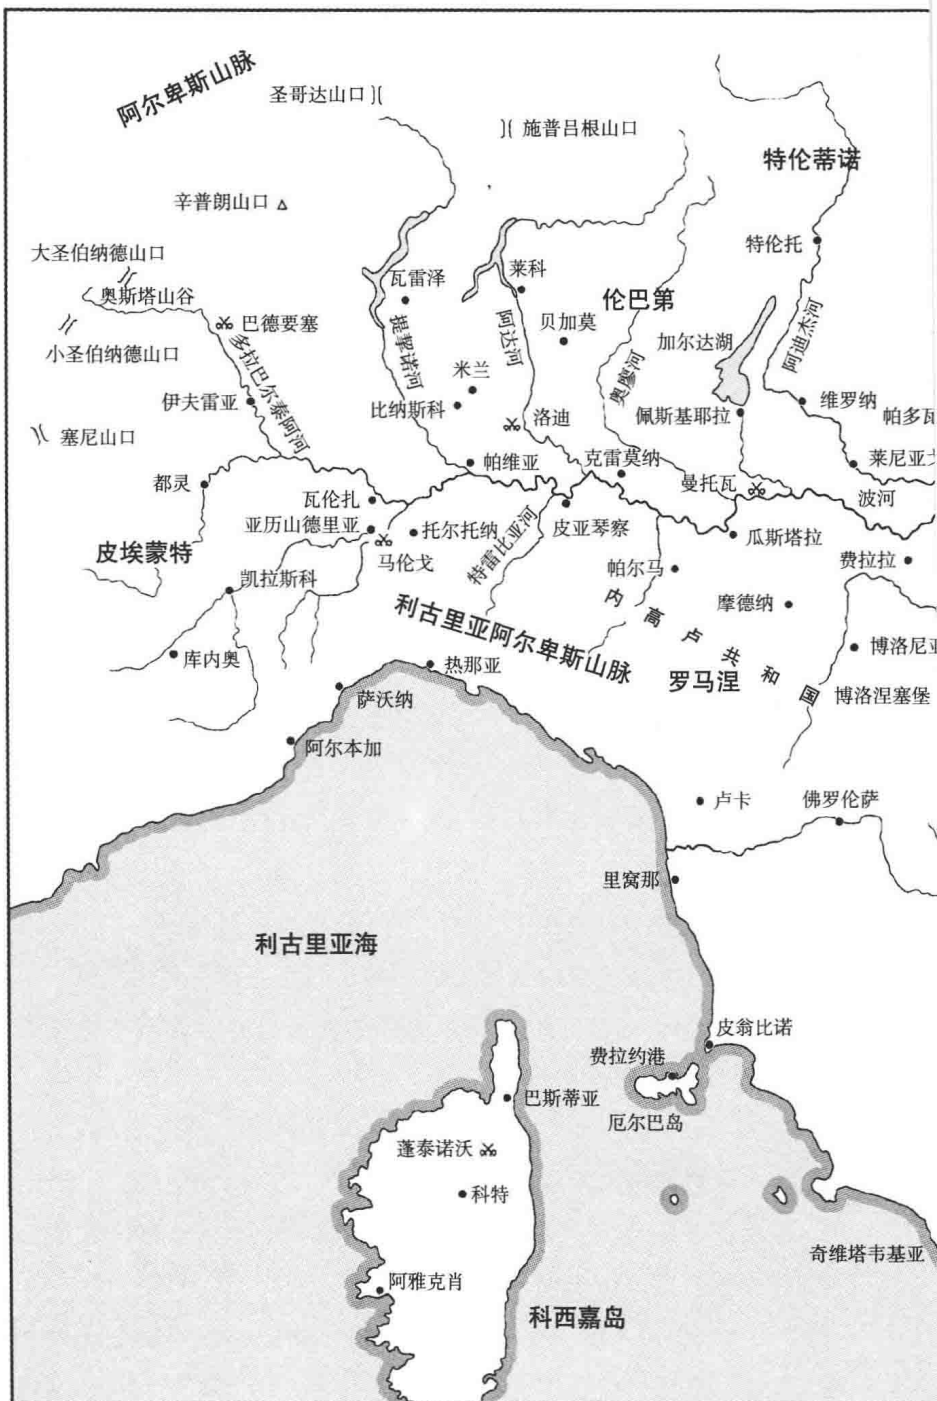 阿尔卑斯山脉
圣哥达山口
施普吕根山口
特伦蒂诺
辛普朗山口
大圣伯纳德山口
特伦托
奥斯塔山谷
瓦雷泽
莱科
伦巴第
巴德要塞
贝加莫
加尔达湖
阿迪杰河
小圣伯纳德山口
多拉巴尔泰阿河
提挈诺河
阿达河
奥廖河
米兰
伊夫雷亚
比纳斯科
洛迪
佩斯基耶拉
维罗纳
帕多瓦
塞尼山口
帕维亚
克雷莫纳
莱尼亚
都灵
曼托瓦
瓦伦扎
波河
亚历山德里亚
托尔托纳
特雷比亚河
皮亚琴察
瓜斯塔拉
皮埃蒙特
马伦戈
费拉拉
凯拉斯科
帕尔马
摩德纳
利古里亚阿尔卑斯山脉
内高卢共和国
库内奥
热那亚
罗马涅
博洛尼亚
博洛涅塞堡
萨沃纳
阿尔本加
卢卡
佛罗伦萨
里窝那
利古里亚海
皮翁比诺
费拉约港
巴斯蒂亚
厄尔巴岛
蓬泰诺沃
科特
奇维塔韦基亚
阿雅克肖
科西嘉岛